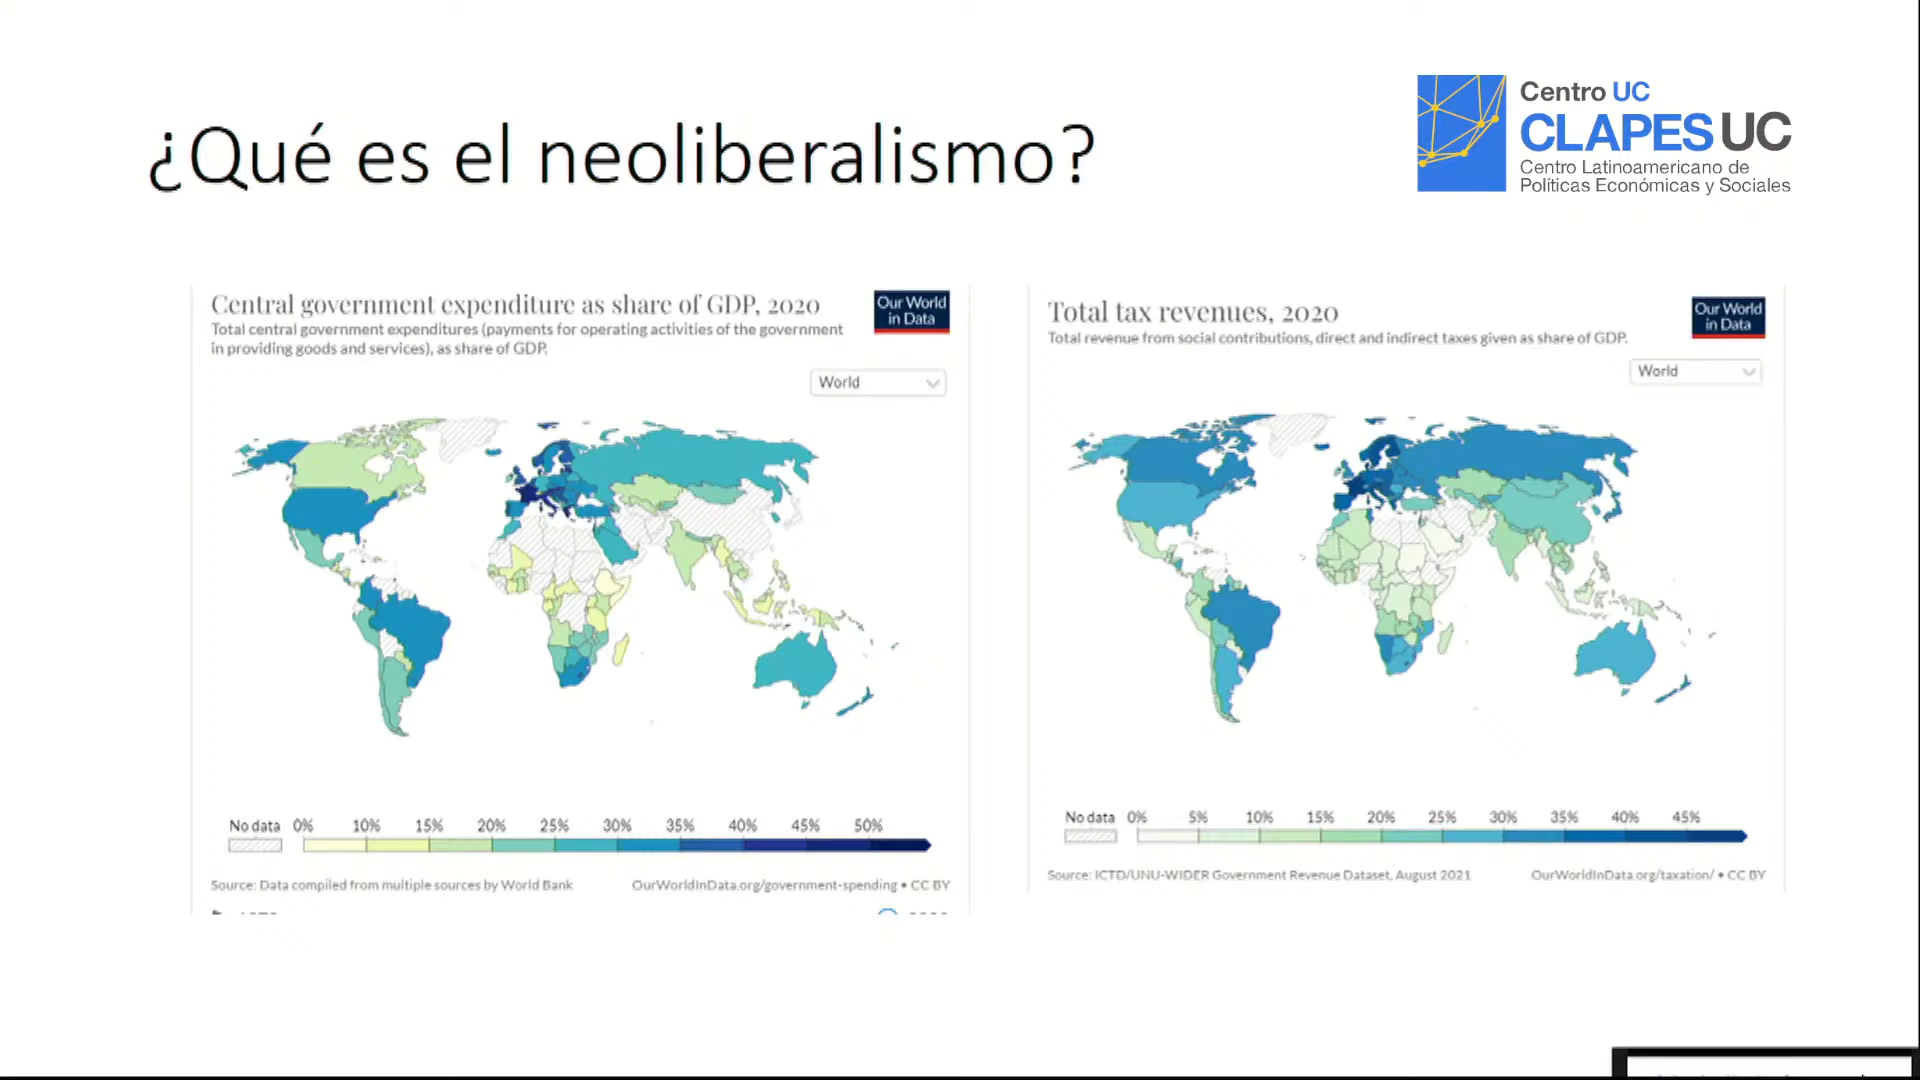 ¿Qué es el neoliberalismo?
Centro UC
CLAPES UC
Centro Latinoamericano de
Políticas Económicas y Sociales
Central government expenditure as share of GDP, 2020
Total central government expenditures (payments for operating activities of the government
in providing goods and services), as share of GDP.
Our World
in Data
World
No data 0% 10% 15% 20% 25% 30% 35% 40% 45% 50%
Source: Data compiled from multiple sources by World Bank
OurWorldInData.org/government-spending • CC BY
Total tax revenues, 2020
Total revenue from social contributions, direct and indirect taxes given as share of GDP.
Our World
in Data
World
No data 0% 5% 10% 15% 20% 25% 30% 35% 40% 45%
Source: ICTD/UNU-WIDER Government Revenue Dataset, August 2021
OurWorldInData.org/taxation/ • CC BY